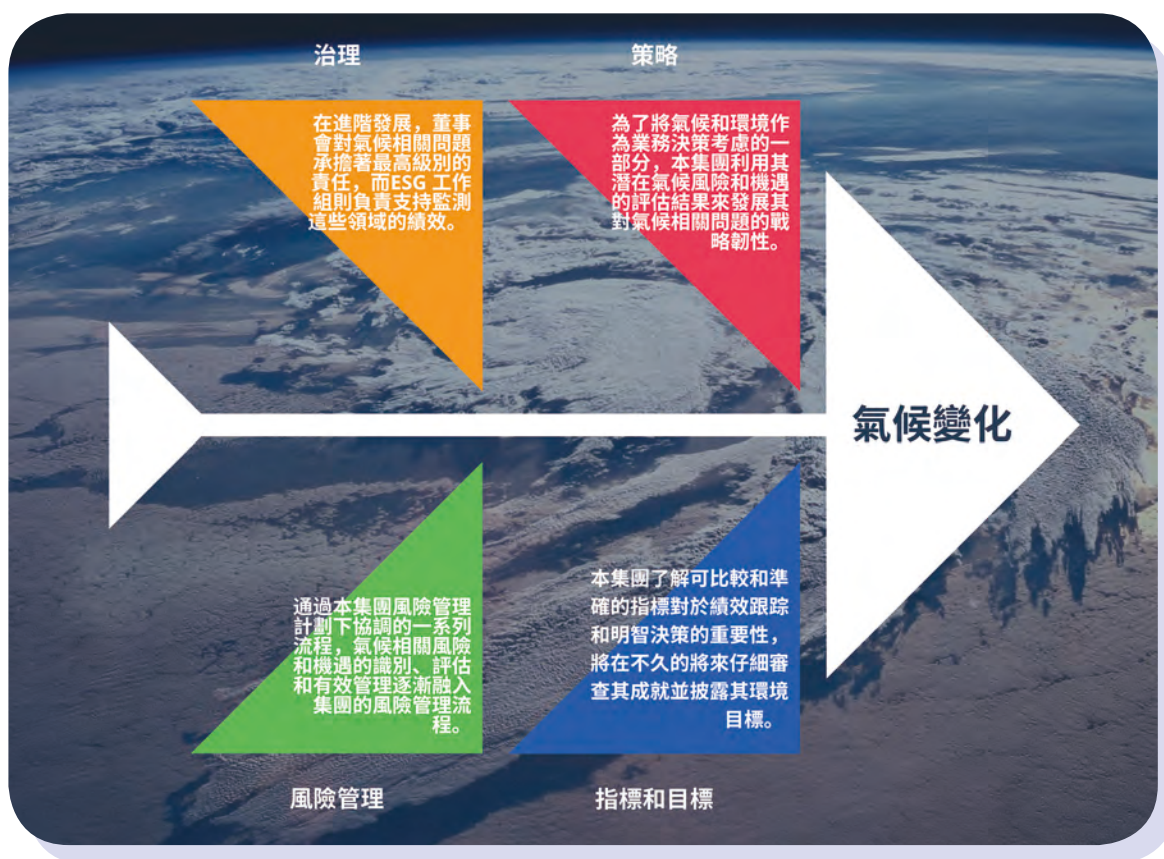 治理
在進階發展，董事
會對氣候相關問題
承擔著最高級別的
責任，而ESG 工作
組則負責支持監測
這些領域的績效。
策略
為了將氣候和環境作
為業務決策考慮的一
部分，本集團利用其
潛在氣候風險和機遇
的評估結果來發展其
對氣候相關問題的戰
略韌性。
氣候變化
通過本集團風險管理
計劃下協調的一系列
流程，氣候相關風險
和機遇的識別、評估
和有效管理逐漸融入
集團的風險管理流
程。
風險管理
本集團了解可比較和準
確的指標對於績效跟踪
和明智決策的重要性，
將在不久的將來仔細審
查其成就並披露其環境
目標。
指標和目標